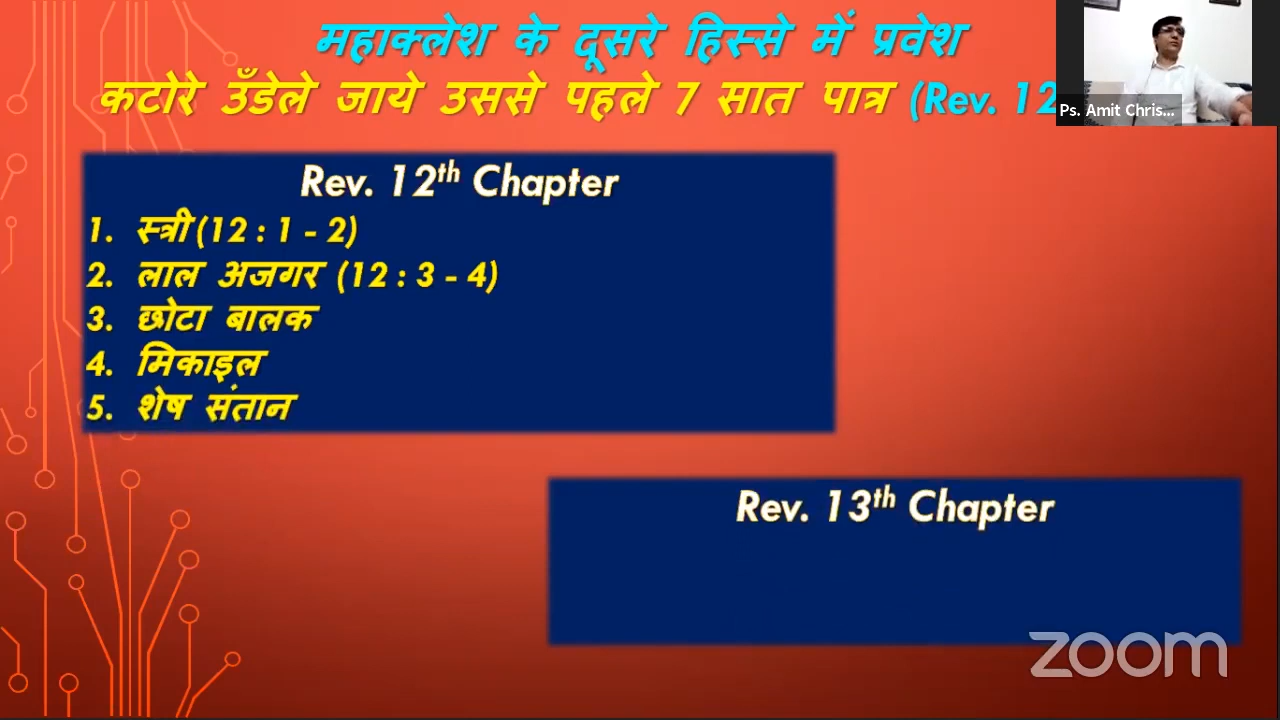 महाक्लेश के दूसरे हिस्से में प्रवेश
कटोरे उँडेले जाये उससे पहले 7 सात पात्र (Rev. 12
Ps. Amit Chris...
Rev. 12th Chapter
1. स्त्री (12 : 1 - 2)
2. लाल अजगर (12 : 3 - 4)
3. छोटा बालक
4. मिकाइल
5. शेष संतान
Rev. 13th Chapter
zoom